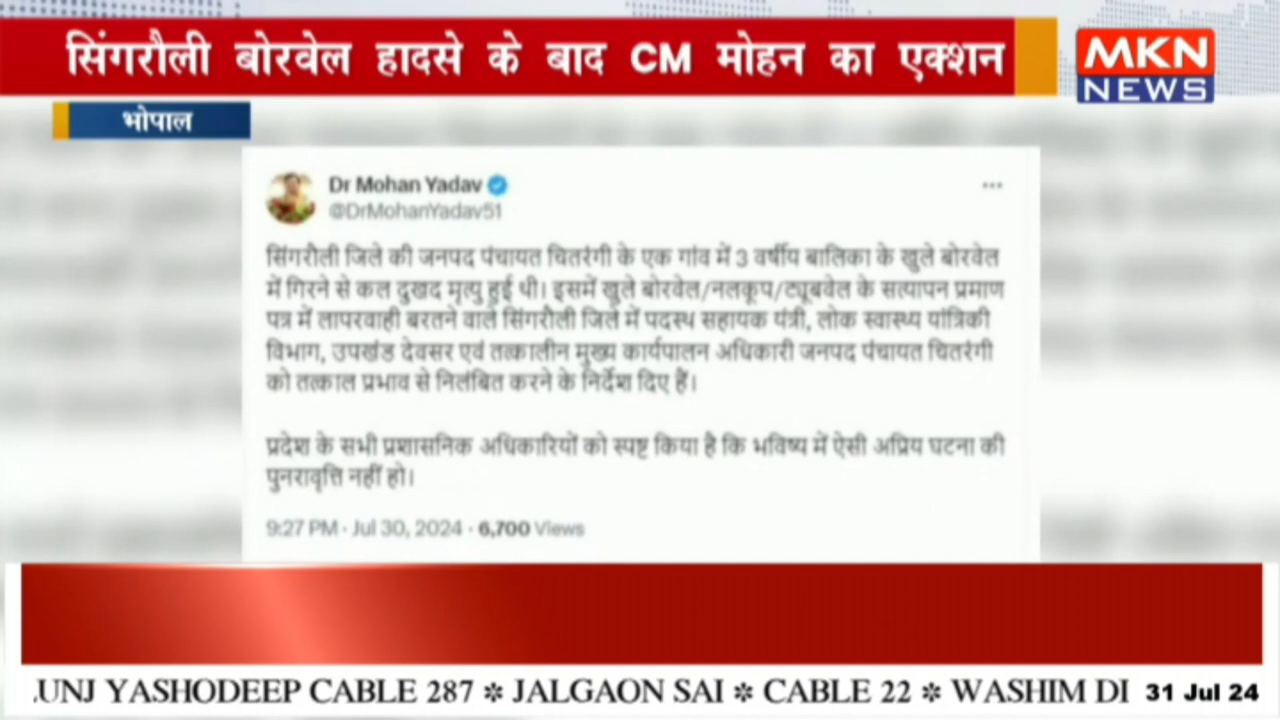 सिंगरौली बोरवेल हादसे के बाद CM मोहन का एक्शन
MKN
NEWS
भोपाल
Dr Mohan Yadav
@DrMohanYadav51
सिंगरौली जिले की जनपद पंचायत चितरंगी के एक गांव में 3 वर्षीय बालिका के खुले बोरवेल
में गिरने से कल दुखद मृत्यु हुई थी। इसमें खुले बोरवेल/नलकूप/ट्यूबवेल के सत्यापन प्रमाण
पत्र में लापरवाही बरतने वाले सिंगरौली जिले में पदस्थ सहायक यंत्री, लोक स्वास्थ्य यांत्रिकी
विभाग, उपखंड देवसर एवं तत्कालीन मुख्य कार्यपालन अधिकारी जनपद पंचायत चितरंगी
को तत्काल प्रभाव से निलंबित करने के निर्देश दिए हैं।
प्रदेश के सभी प्रशासनिक अधिकारियों को स्पष्ट किया है कि भविष्य में ऐसी अप्रिय घटना की
पुनरावृत्ति नहीं हो।
9:27 PM · Jul 30, 2024 · 6,700 Views
UNJ YASHODEEP CABLE 287 ✲ JALGAON SAI ✲ CABLE 22 ✲ WASHIM DI
31 Jul 24